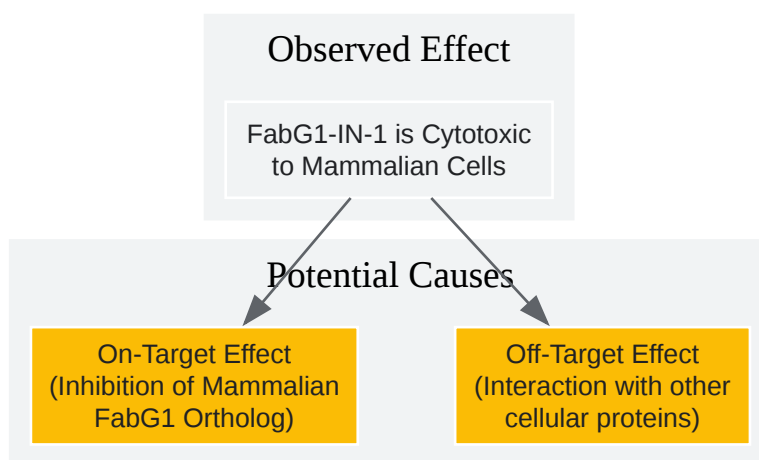 Observed Effect
FabG1-IN-1 is Cytotoxic
to Mammalian Cells
Potential Causes
On-Target Effect
(Inhibition of Mammalian
FabG1 Ortholog)
Off-Target Effect
(Interaction with other
cellular proteins)